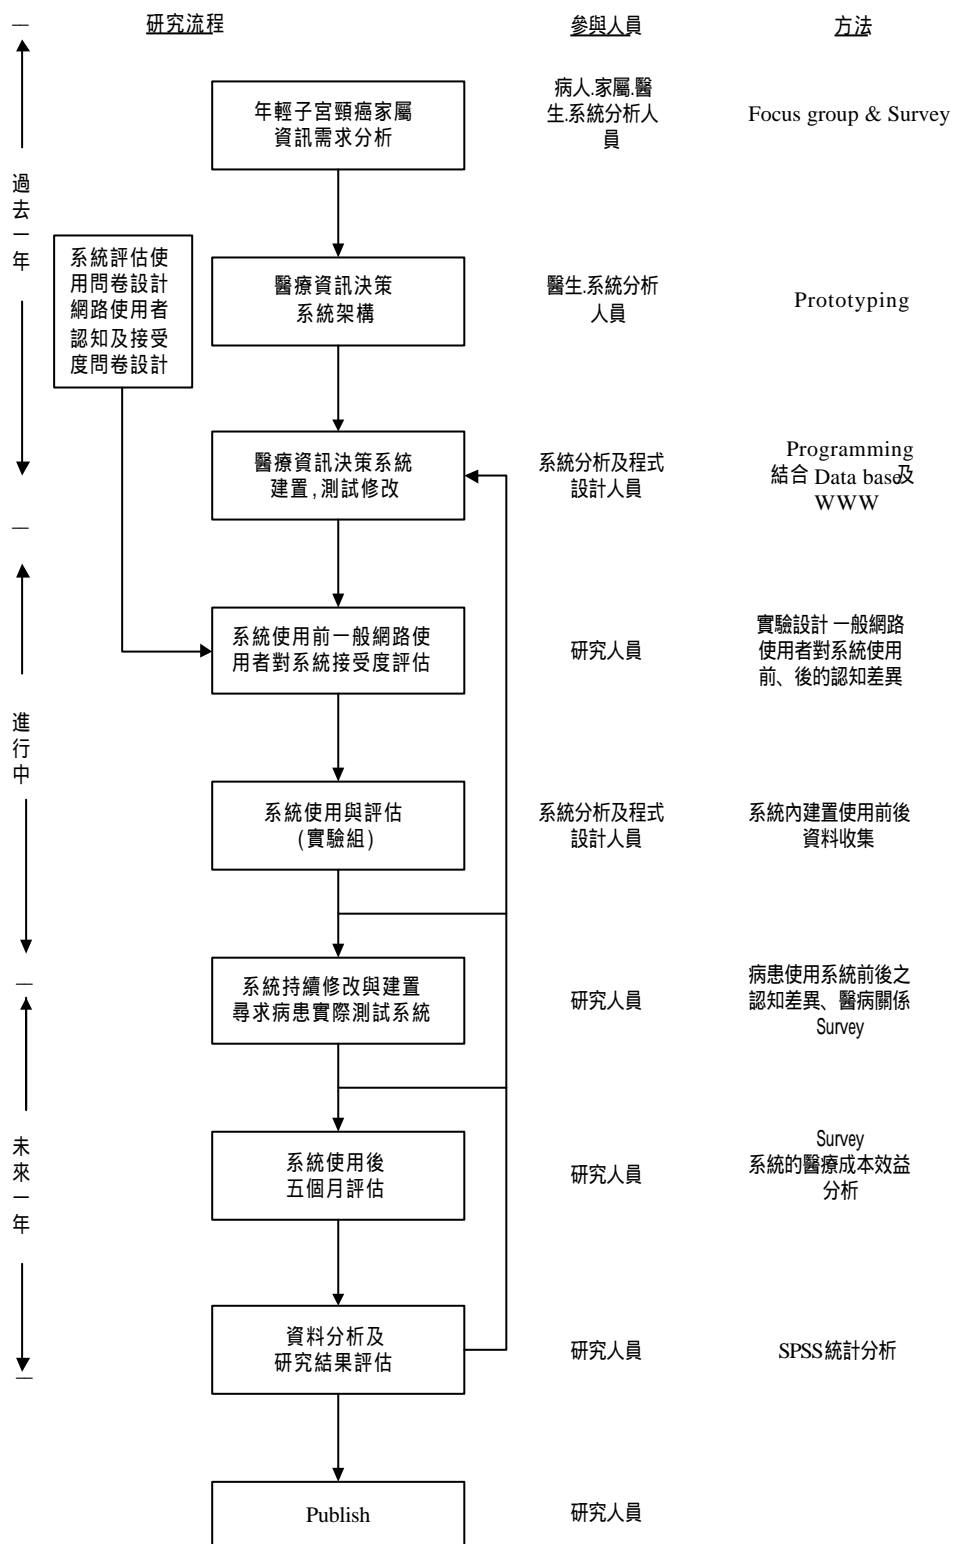 研究流程
參與人員
方法
年輕子宮頸癌家屬
資訊需求分析
病人.家屬.醫
生.系統分析人
員
Focus group & Survey
過去一年
系統評估使
用問卷設計
網路使用者
認知及接受
度問卷設計
醫療資訊決策
系統架構
醫生.系統分析
人員
Prototyping
醫療資訊決策系統
建置,測試修改
系統分析及程式
設計人員
Programming
結合 Data base及
WWW
系統使用前一般網路使
用者對系統接受度評估
研究人員
實驗設計 一般網路
使用者對系統使用
前、後的認知差異
進行中
系統使用與評估
(實驗組)
系統分析及程式
設計人員
系統內建置使用前後
資料收集
系統持續修改與建置
尋求病患實際測試系統
研究人員
病患使用系統前後之
認知差異、醫病關係
Survey
未來一年
系統使用後
五個月評估
研究人員
Survey
系統的醫療成本效益
分析
資料分析及
研究結果評估
研究人員
SPSS統計分析
Publish
研究人員